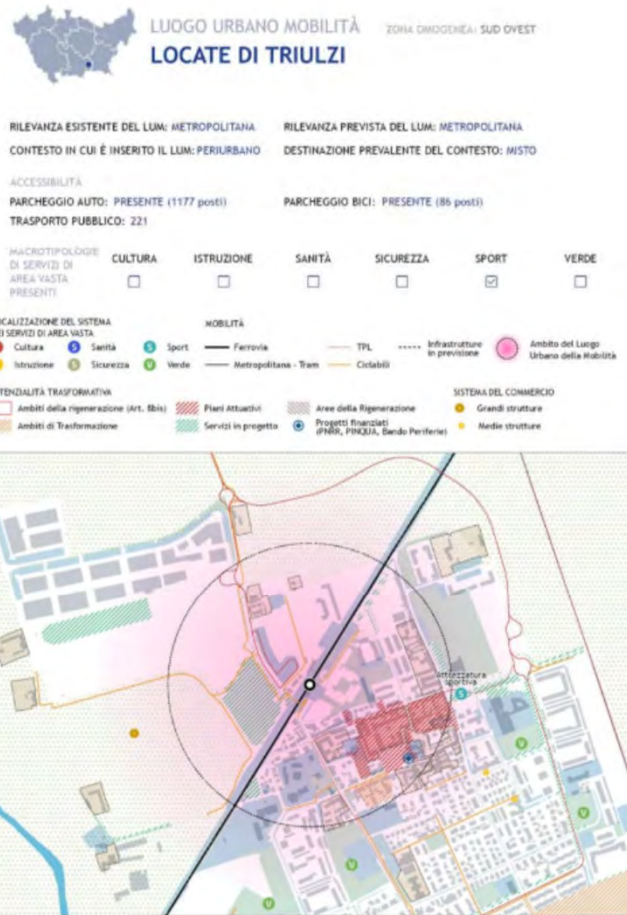 LUOGO URBANO MOBILITÀ
ZONA OMOGENEA: SUD OVEST
LOCATE DI TRIULZI
RILEVANZA ESISTENTE DEL LUM: METROPOLITANA
RILEVANZA PREVISTA DEL LUM: METROPOLITANA
CONTESTO IN CUI É INSERITO IL LUM: PERIURBANO
DESTINAZIONE PREVALENTE DEL CONTESTO: MISTO
ACCESSIBILITÀ
PARCHEGGIO AUTO: PRESENTE (1177 posti)
PARCHEGGIO BICI: PRESENTE (86 posti)
TRASPORTO PUBBLICO: 221
MACROTIPOLOGIE DI SERVIZI DI AREA VASTA PRESENTI
CULTURA
ISTRUZIONE
SANITÀ
SICUREZZA
SPORT
VERDE
CALIZZAZIONE DEL SISTEMA
EI SERVIZI DI AREA VASTA
MOBILITÀ
Cultura
S Sanità
S Sport
Ferrovia
TPL
Infrastrutture in previsione
Ambito del Luogo Urbano della Mobilità
Istruzione
S Sicurezza
V Verde
Metropolitana - Tram
Ciclabili
TENZIALITÀ TRASFORMATIVA
SISTEMA DEL COMMERCIO
Ambiti della rigenerazione (Art. 8bis)
Piani Attuativi
Aree della Rigenerazione
Grandi strutture
Ambiti di Trasformazione
Servizi in progetto
Progetti finanziati
(PNRR, PINQUA, Bando Periferie)
Medie strutture
Attrezzatura
sportiva
S
V
V
V
V